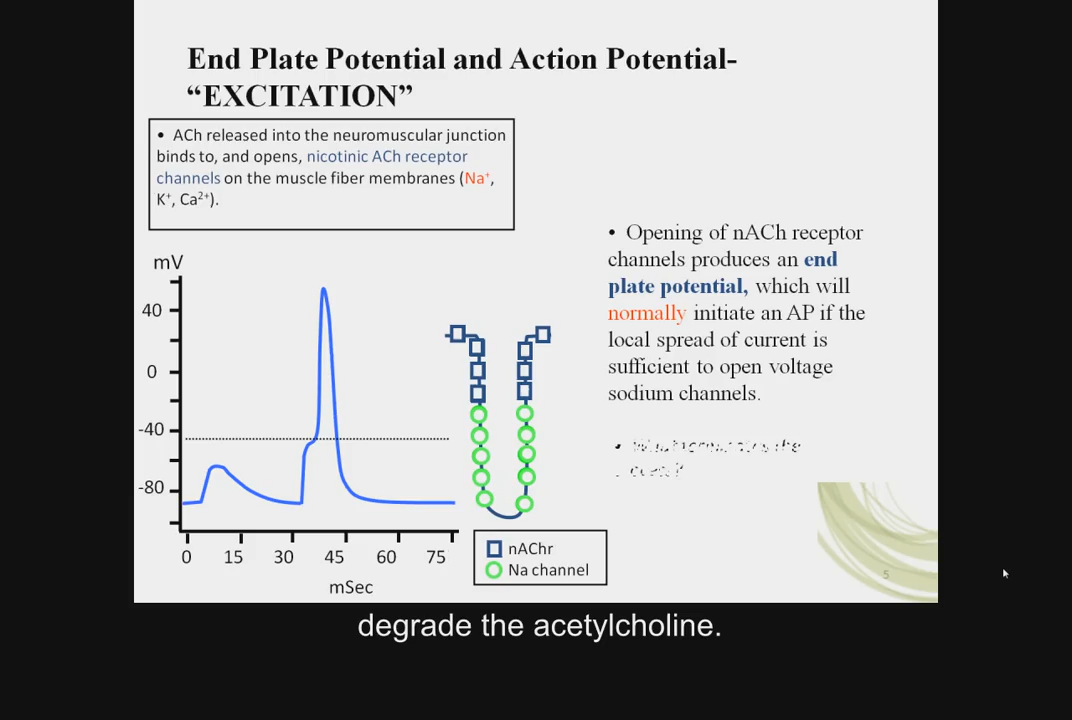 End Plate Potential and Action Potential-
“EXCITATION”
• ACh released into the neuromuscular junction
binds to, and opens, nicotinic ACh receptor
channels on the muscle fiber membranes (Na⁺,
K⁺, Ca²⁺).
• Opening of nACh receptor
channels produces an end
plate potential, which will
normally initiate an AP if the
local spread of current is
sufficient to open voltage
sodium channels.
• the
mV
40
0
-40
-80
0 15 30 45 60 75
mSec
nAChr
Na channel
5
degrade the acetylcholine.